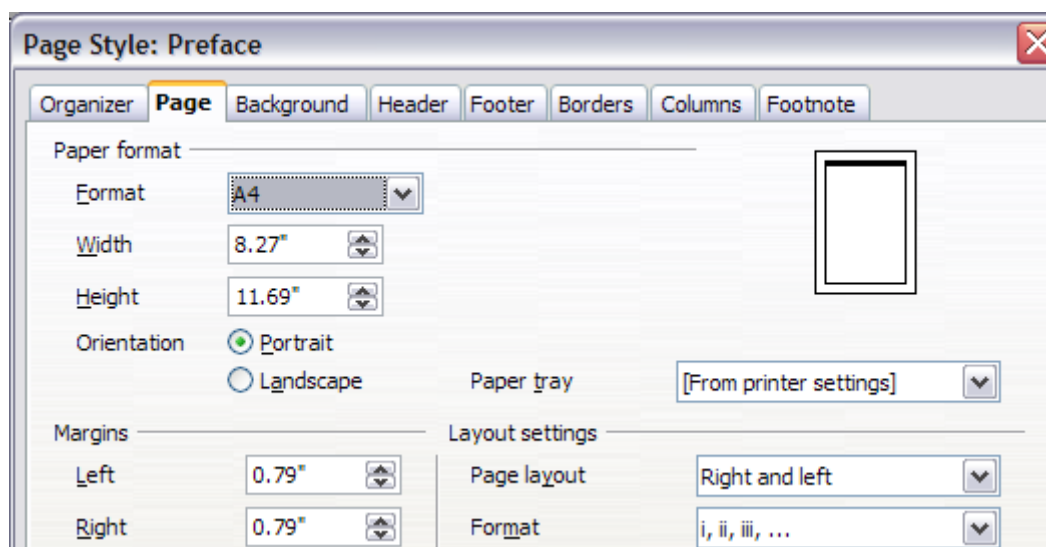 Page Style: Preface
Organizer Page Background Header Footer Borders Columns Footnote
Paper format
Format A4
Width 8.27"
Height 11.69"
Orientation Portrait
Landscape Paper tray [From printer settings]
Margins Layout settings
Left 0.79" Page layout Right and left
Right 0.79" Format i, ii, iii, ...